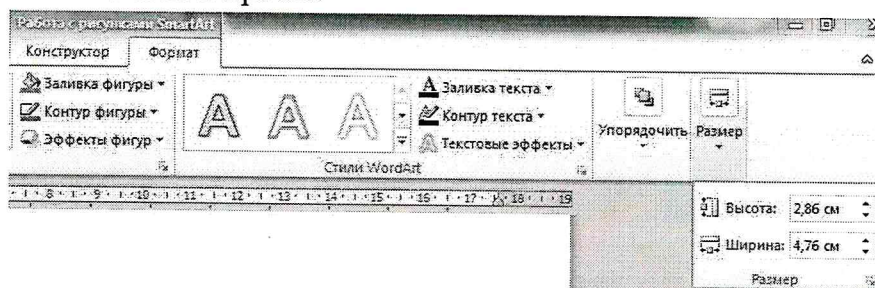 Работа с рисунками SmartArt
Конструктор Формат
Заливка фигуры
Контур фигуры
Эффекты фигур
A A A
Заливка текста
Контур текста
Текстовые эффекты
Стили WordArt
Упорядочить
Размер
8 9 10 11 12 13 14 15 16 17 18 19
Высота: 2,86 см
Ширина: 4,76 см
Размер